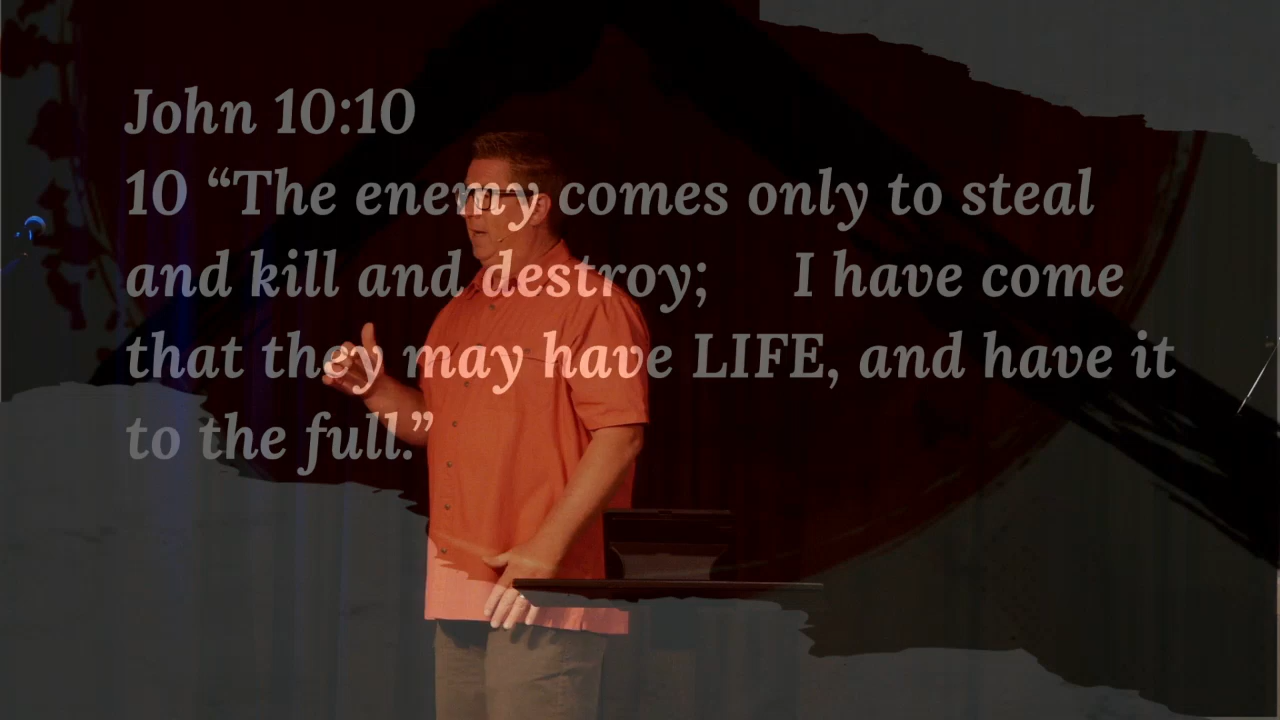 John 10:10
10 “The enemy comes only to steal
and kill and destroy; I have come
that they may have LIFE, and have it
to the full.”